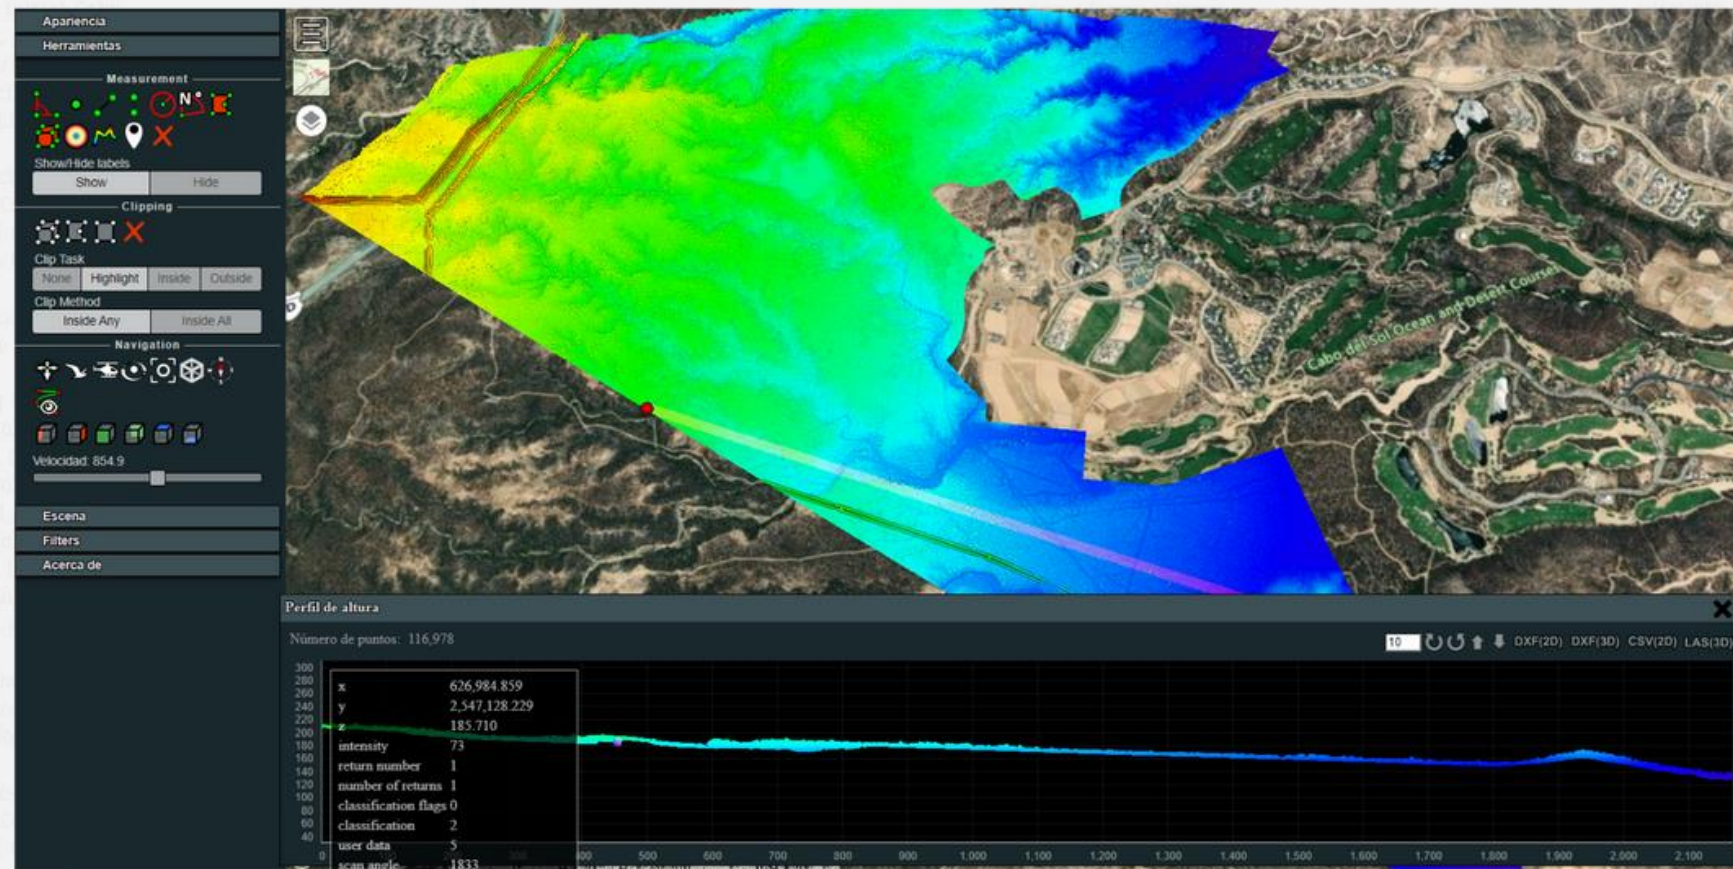 Apariencia
Herramientas
Measurement
N°
Show/Hide labels
Show Hide
Clipping
Clip Task
None Highlight Inside Outside
Clip Method
Inside Any Inside All
Navigation
Velocidad: 854.9
Escena
Filters
Acerca de
Cabo del Sol Ocean and Desert Courses
Perfil de altura
Número de puntos: 116,978
10 DXF(2D) DXF(3D) CSV(2D) LAS(3D)
300
280
260
240
220
200
180
160
140
120
100
80
60
40
x 626,984.859
y 2,547,128.229
z 185.710
intensity 73
return number 1
number of returns 1
classification flags 0
classification 2
user data 5
scan angle 1833
0 300 400 500 600 700 800 900 1,000 1,100 1,200 1,300 1,400 1,500 1,600 1,700 1,800 1,900 2,000 2,100